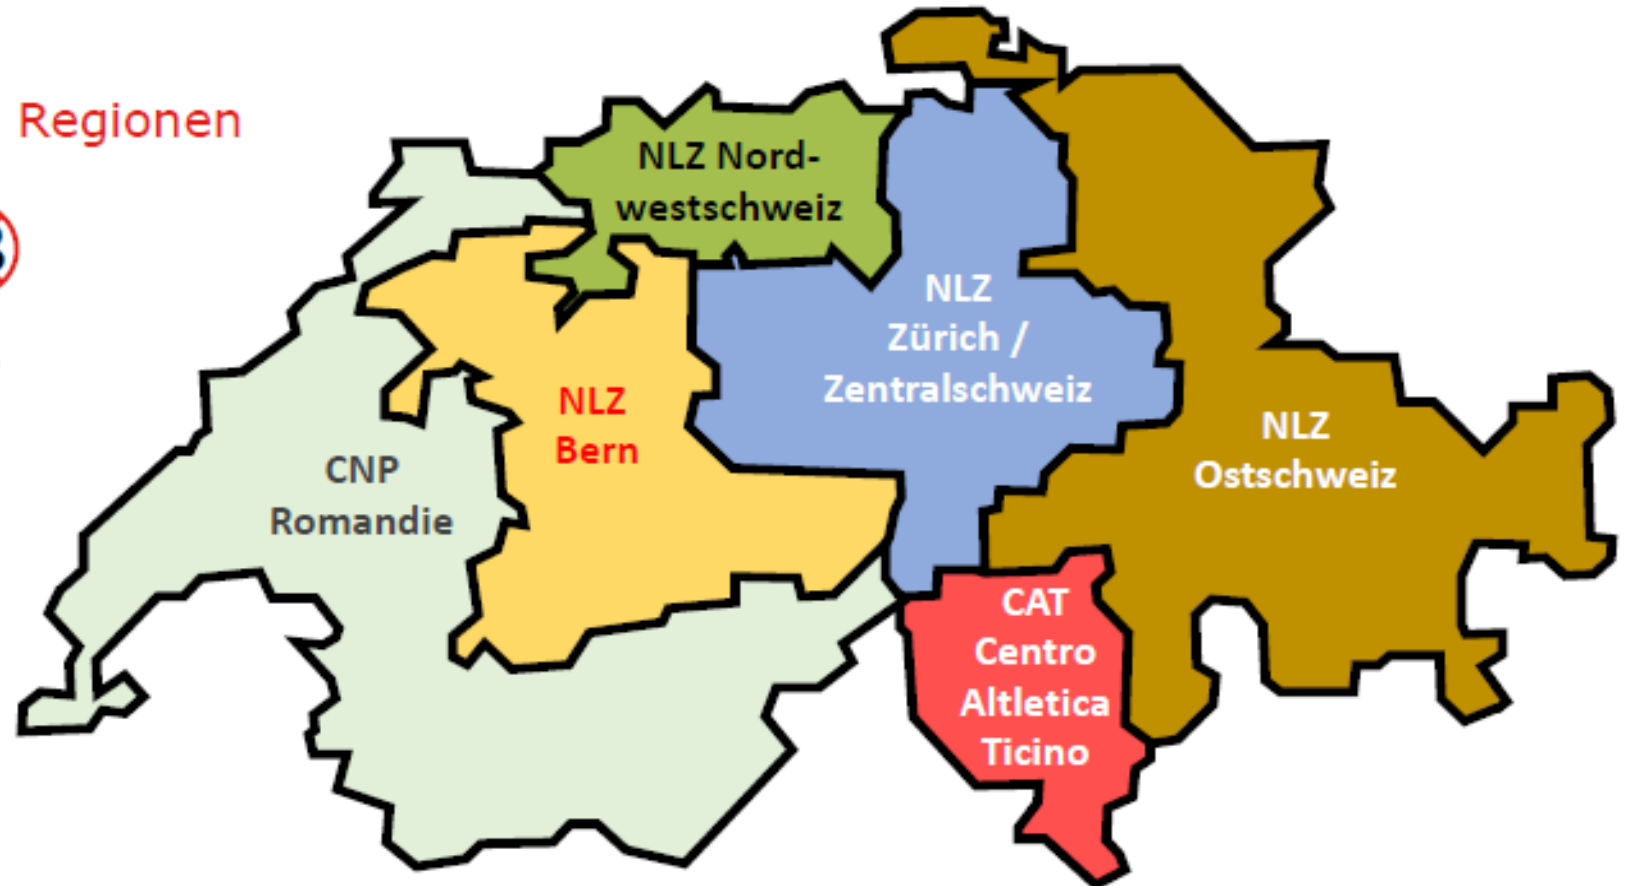 Regionen
NLZ Nord-
westschweiz
NLZ
Zürich /
Zentralschweiz
NLZ
Bern
NLZ
Ostschweiz
CNP
Romandie
CAT
Centro
Altletica
Ticino